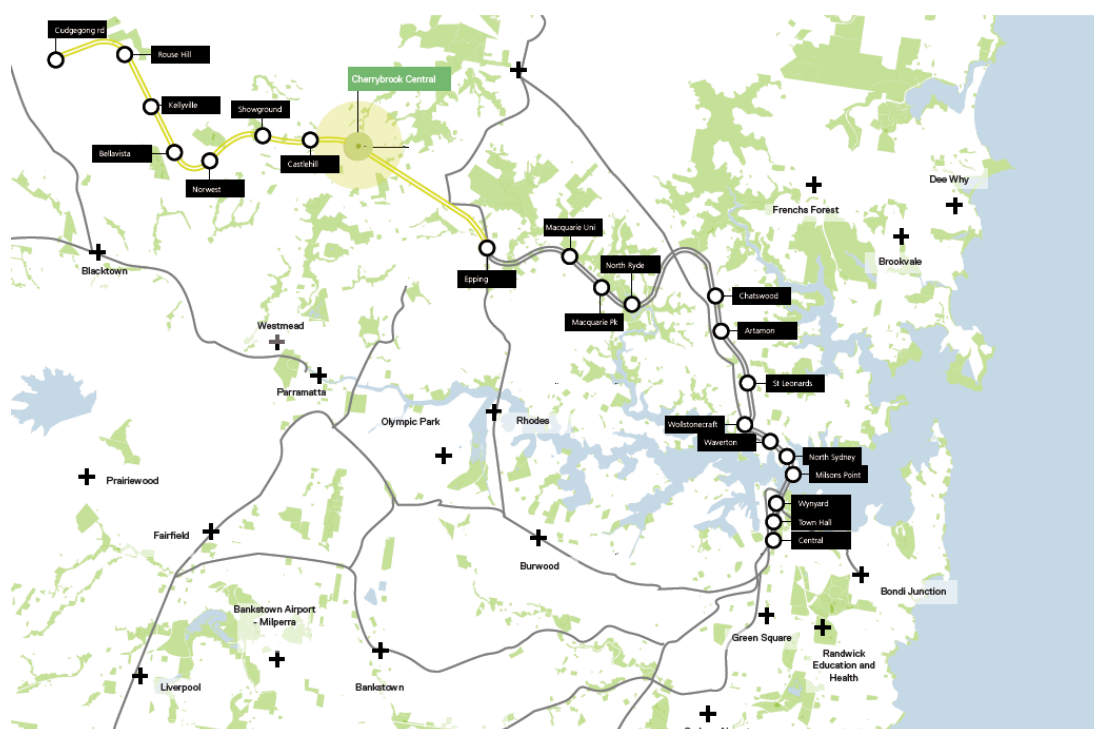 Cudgegong rd
Rouse Hill
Cherrybrook Central
Kellyville
Showground
Bellavista
Castlehill
Norwest
Dee Why
Frenchs Forest
Macquarie Uni
Brookvale
North Ryde
Blacktown
Epping
Chatswood
Macquarie Pk
Westmead
Artamon
St Leonards
Parramatta
Olympic Park
Rhodes
Wollstonecraft
Waverton
North Sydney
Milsons Point
Prairiewood
Wynyard
Town Hall
Fairfield
Central
Burwood
Bondi Junction
Bankstown Airport
- Milperra
Green Square
Randwick
Education and
Health
Liverpool
Bankstown